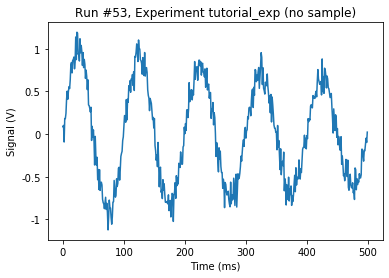 Run #53, Experiment tutorial_exp (no sample)
Signal (V)
1
0.5
0
-0.5
-1
0 100 200 300 400 500
Time (ms)